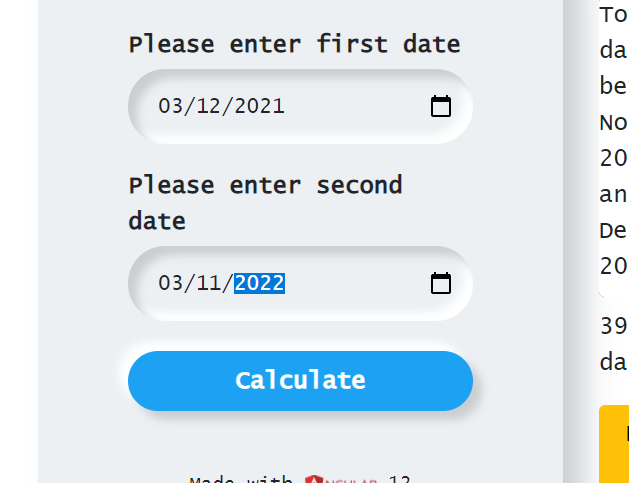 Please enter first date
03/12/2021
Please enter second
date
03/11/2022
Calculate
Made with ANGULAR 12
To
da
be
No
20
an
De
20
39
da